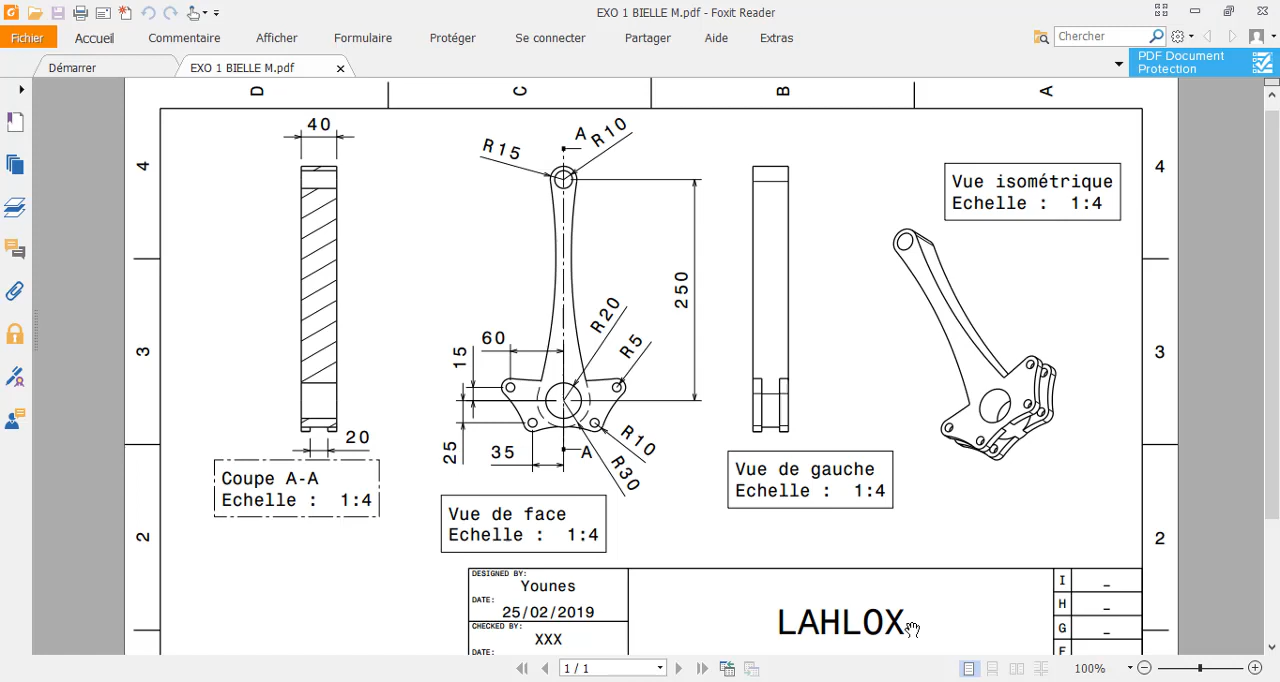 EXO 1 BIELLE M.pdf - Foxit Reader
Fichier Accueil Commentaire Afficher Formulaire Protéger Se connecter Partager Aide Extras
Chercher
Démarrer
EXO 1 BIELLE M.pdf
PDF Document
Protection
D C B A
4 4
3 3
2 2
40
20
Coupe A-A
Echelle : 1:4
R15
A
R10
250
R20
R5
60
15
25
35
A
R10
R30
Vue de face
Echelle : 1:4
Vue de gauche
Echelle : 1:4
Vue isométrique
Echelle : 1:4
DESIGNED BY:
Younes
DATE:
25/02/2019
CHECKED BY:
XXX
DATE:
LAHLOX
I _
H _
G _
F
1 / 1
100%